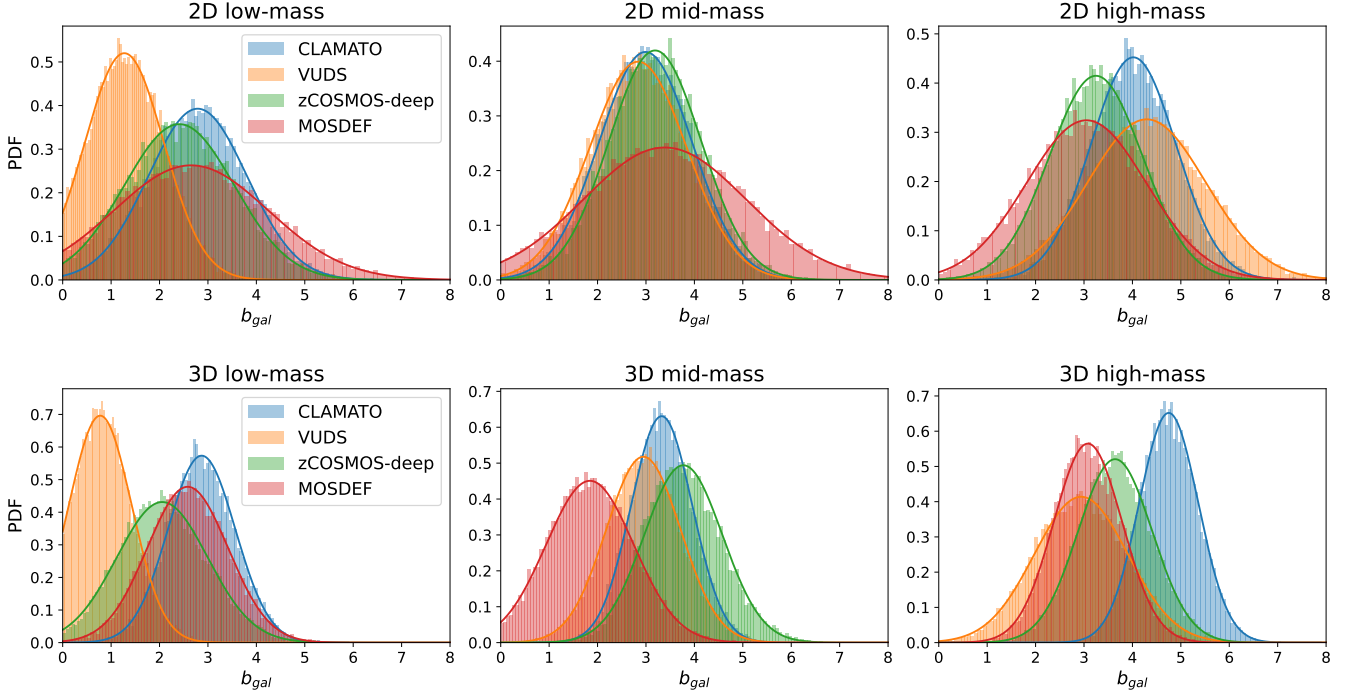 2D low-mass
2D mid-mass
2D high-mass
PDF
0.5
0.4
0.3
0.2
0.1
0.0
CLAMATO
VUDS
zCOSMOS-deep
MOSDEF
0 1 2 3 4 5 6 7 8
b_gal
0.4
0.3
0.2
0.1
0.0
0 1 2 3 4 5 6 7 8
b_gal
0.5
0.4
0.3
0.2
0.1
0.0
0 1 2 3 4 5 6 7 8
b_gal
3D low-mass
3D mid-mass
3D high-mass
PDF
0.7
0.6
0.5
0.4
0.3
0.2
0.1
0.0
CLAMATO
VUDS
zCOSMOS-deep
MOSDEF
0 1 2 3 4 5 6 7 8
b_gal
0.7
0.6
0.5
0.4
0.3
0.2
0.1
0.0
0 1 2 3 4 5 6 7 8
b_gal
0.7
0.6
0.5
0.4
0.3
0.2
0.1
0.0
0 1 2 3 4 5 6 7 8
b_gal